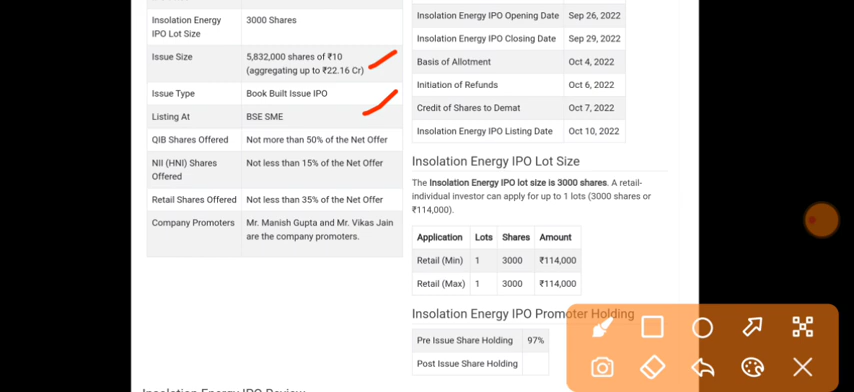 Insolation Energy IPO Lot Size 3000 Shares
Issue Size 5,832,000 shares of ₹10
(aggregating up to ₹22.16 Cr)
Issue Type Book Built Issue IPO
Listing At BSE SME
QIB Shares Offered Not more than 50% of the Net Offer
NII (HNI) Shares Offered Not less than 15% of the Net Offer
Retail Shares Offered Not less than 35% of the Net Offer
Company Promoters Mr. Manish Gupta and Mr. Vikas Jain
are the company promoters.
Insolation Energy IPO Opening Date Sep 26, 2022
Insolation Energy IPO Closing Date Sep 29, 2022
Basis of Allotment Oct 4, 2022
Initiation of Refunds Oct 6, 2022
Credit of Shares to Demat Oct 7, 2022
Insolation Energy IPO Listing Date Oct 10, 2022
Insolation Energy IPO Lot Size
The Insolation Energy IPO lot size is 3000 shares. A retail-
individual investor can apply for up to 1 lots (3000 shares or
₹114,000).
Application Lots Shares Amount
Retail (Min) 1 3000 ₹114,000
Retail (Max) 1 3000 ₹114,000
Insolation Energy IPO Promoter Holding
Pre Issue Share Holding 97%
Post Issue Share Holding
Insolation Energy IPO Review